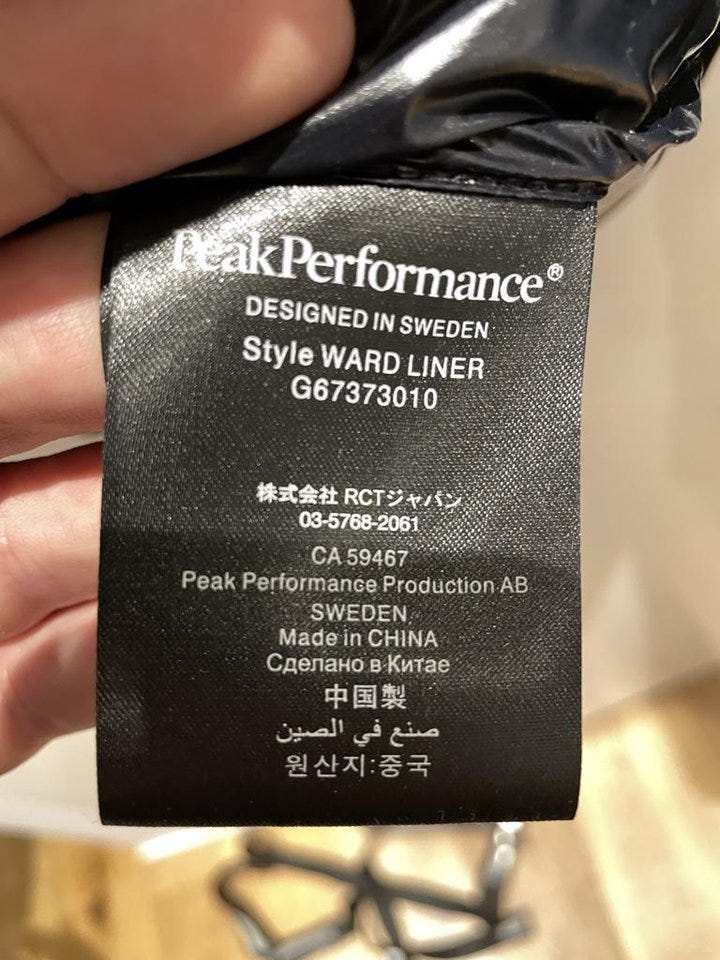 PeakPerformance®
DESIGNED IN SWEDEN
Style WARD LINER
G67373010
株式会社 RCTジャパン
03-5768-2061
CA 59467
Peak Performance Production AB
SWEDEN
Made in CHINA
Сделано в Китае
中国製
صنع في الصين
원산지:중국